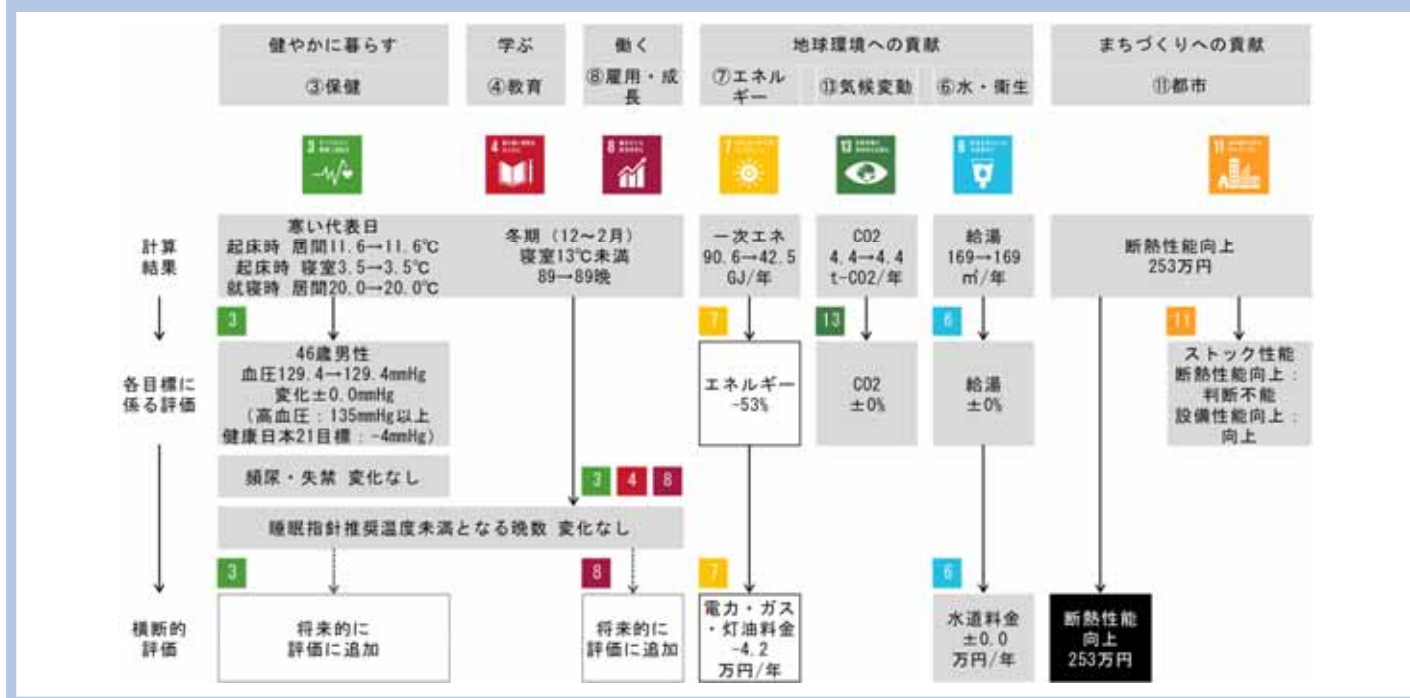 健やかに暮らす
学ぶ
働く
地球環境への貢献
まちづくりへの貢献
③保健
④教育
⑧雇用・成
長
⑦エネル
ギー
⑬気候変動
⑥水・衛生
⑪都市
3
4
8
7
13
6
11
計算
結果
寒い代表日
起床時 居間11.6→11.6℃
起床時 寝室3.5→3.5℃
就寝時 居間20.0→20.0℃
冬期（12～2月）
寝室13℃未満
89→89晩
一次エネ
90.6→42.5
GJ/年
CO2
4.4→4.4
t-CO2/年
給湯
169→169
㎥/年
断熱性能向上
253万円
3
7
13
6
11
各目標に
係る評価
46歳男性
血圧129.4→129.4mmHg
変化±0.0mmHg
（高血圧：135mmHg以上
健康日本21目標：-4mmHg）
エネルギー
-53%
CO2
±0%
給湯
±0%
ストック性能
断熱性能向上：
判断不能
設備性能向上：
向上
頻尿・失禁 変化なし
3 4 8
睡眠指針推奨温度未満となる晩数 変化なし
3
8
7
6
横断的
評価
将来的に
評価に追加
将来的に
評価に追加
電力・ガス
・灯油料金
-4.2
万円/年
水道料金
±0.0
万円/年
断熱性能
向上
253万円